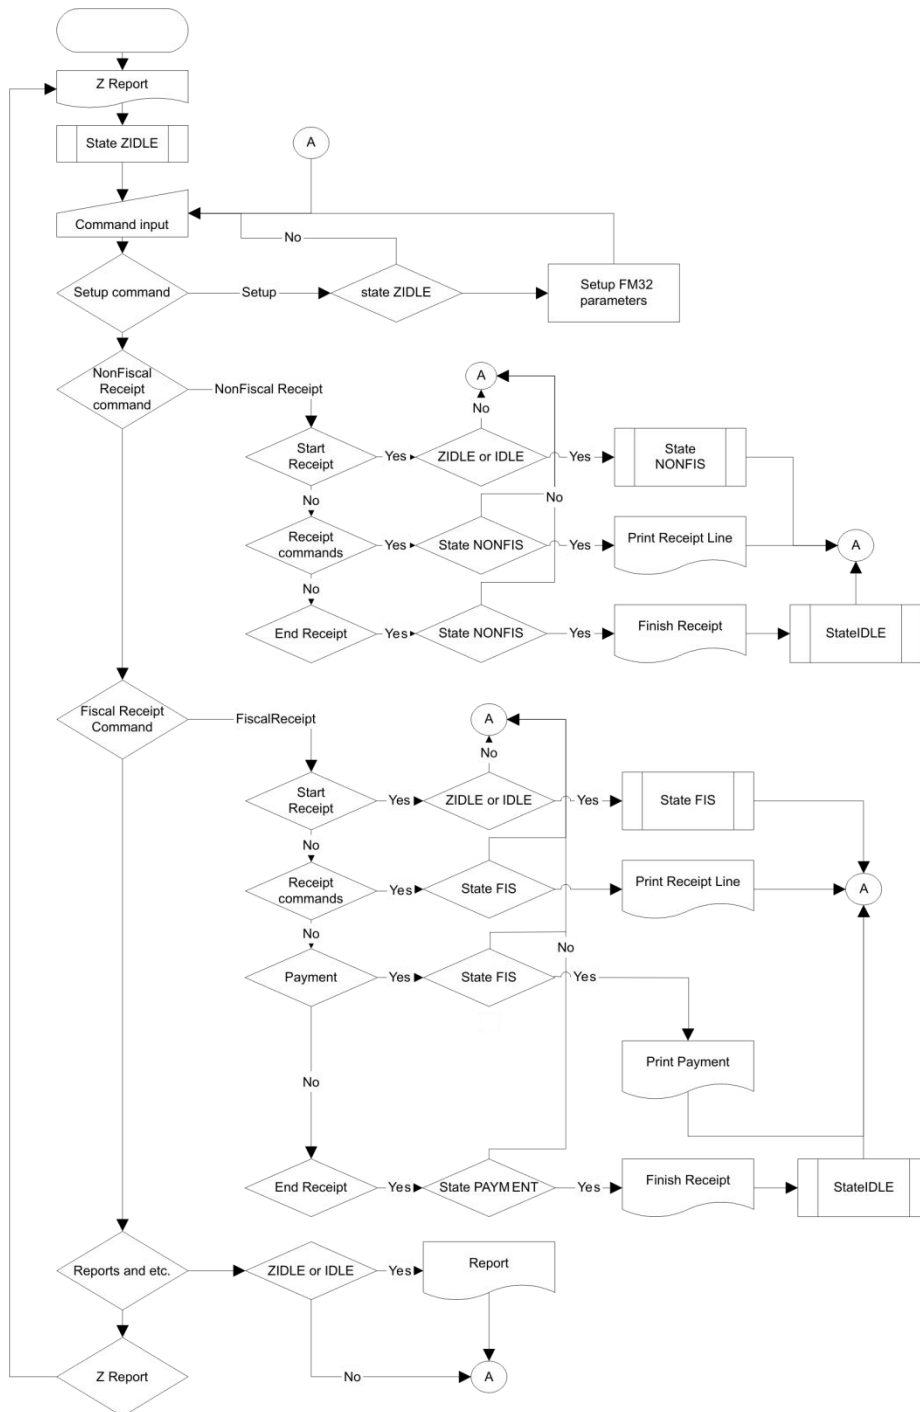 Z Report
State ZIDLE
A
Command input
No
Setup command
Setup
state ZIDLE
Setup FM32
parameters
NonFiscal
Receipt
command
NonFiscal Receipt
A
No
Start
Receipt
Yes
ZIDLE or IDLE
Yes
State
NONFIS
No
No
Receipt
commands
Yes
State NONFIS
Yes
Print Receipt Line
A
No
End Receipt
Yes
State NONFIS
Yes
Finish Receipt
StateIDLE
Fiscal Receipt
Command
FiscalReceipt
A
No
Start
Receipt
Yes
ZIDLE or IDLE
Yes
State FIS
No
Receipt
commands
Yes
State FIS
Print Receipt Line
A
No
No
Payment
Yes
State FIS
Yes
Print Payment
No
End Receipt
Yes
State PAYMENT
Yes
Finish Receipt
StateIDLE
Reports and etc.
ZIDLE or IDLE
Yes
Report
Z Report
No
A